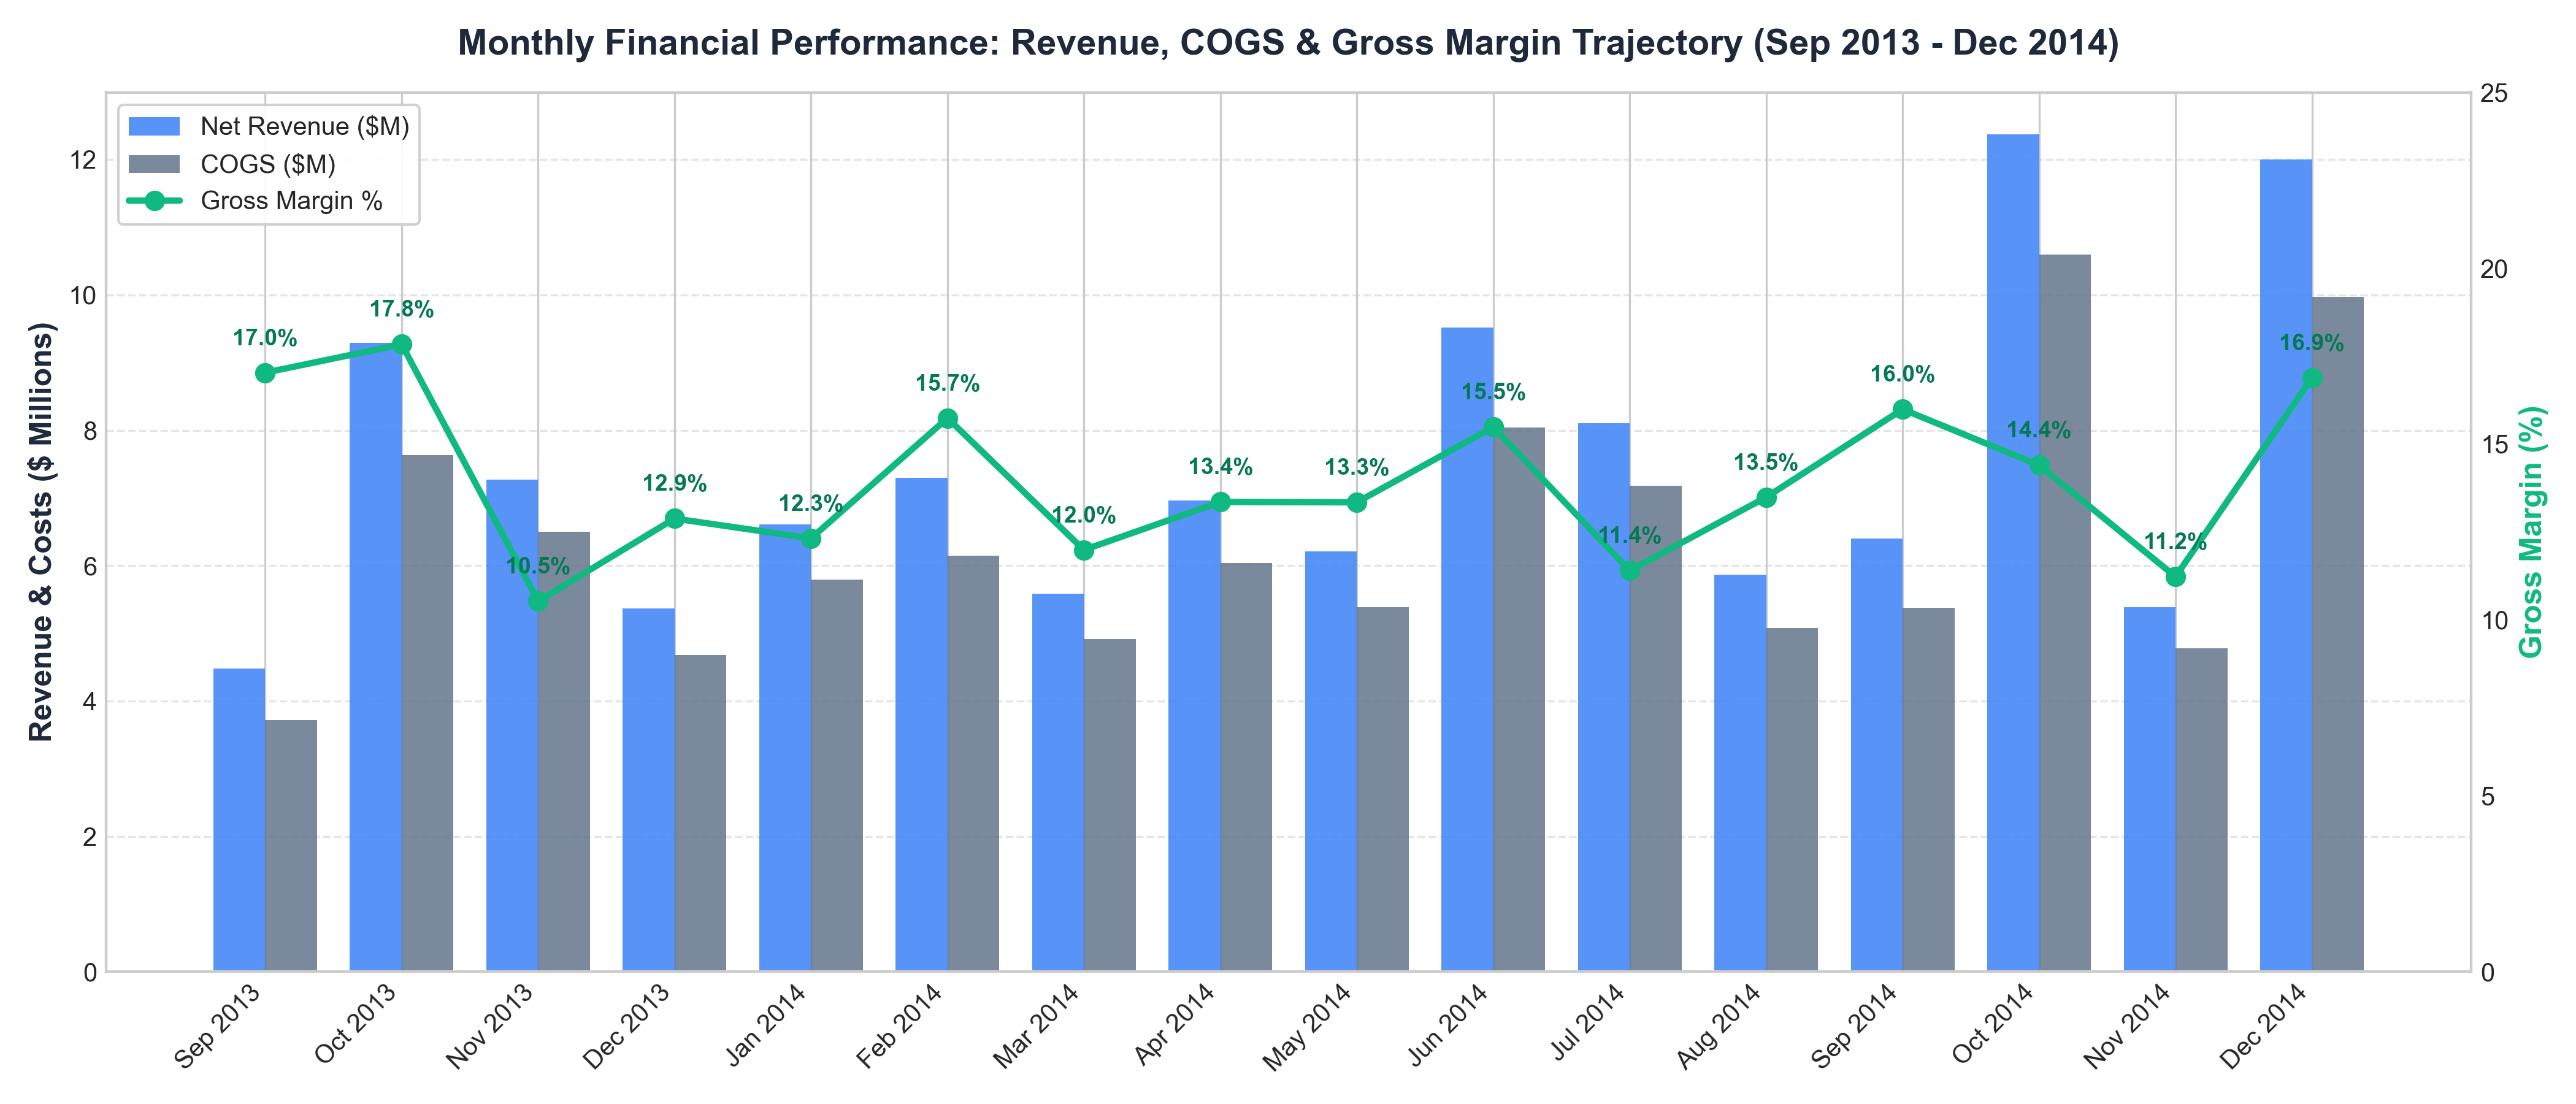 Monthly Financial Performance: Revenue, COGS & Gross Margin Trajectory (Sep 2013 - Dec 2014)
Net Revenue ($M)
COGS ($M)
Gross Margin %
Revenue & Costs ($ Millions)
12
10
8
6
4
2
0
17.0%
17.8%
10.5%
12.9%
12.3%
15.7%
12.0%
13.4%
13.3%
15.5%
11.4%
13.5%
16.0%
14.4%
11.2%
16.9%
25
20
15
10
5
0
Gross Margin (%)
Sep 2013
Oct 2013
Nov 2013
Dec 2013
Jan 2014
Feb 2014
Mar 2014
Apr 2014
May 2014
Jun 2014
Jul 2014
Aug 2014
Sep 2014
Oct 2014
Nov 2014
Dec 2014